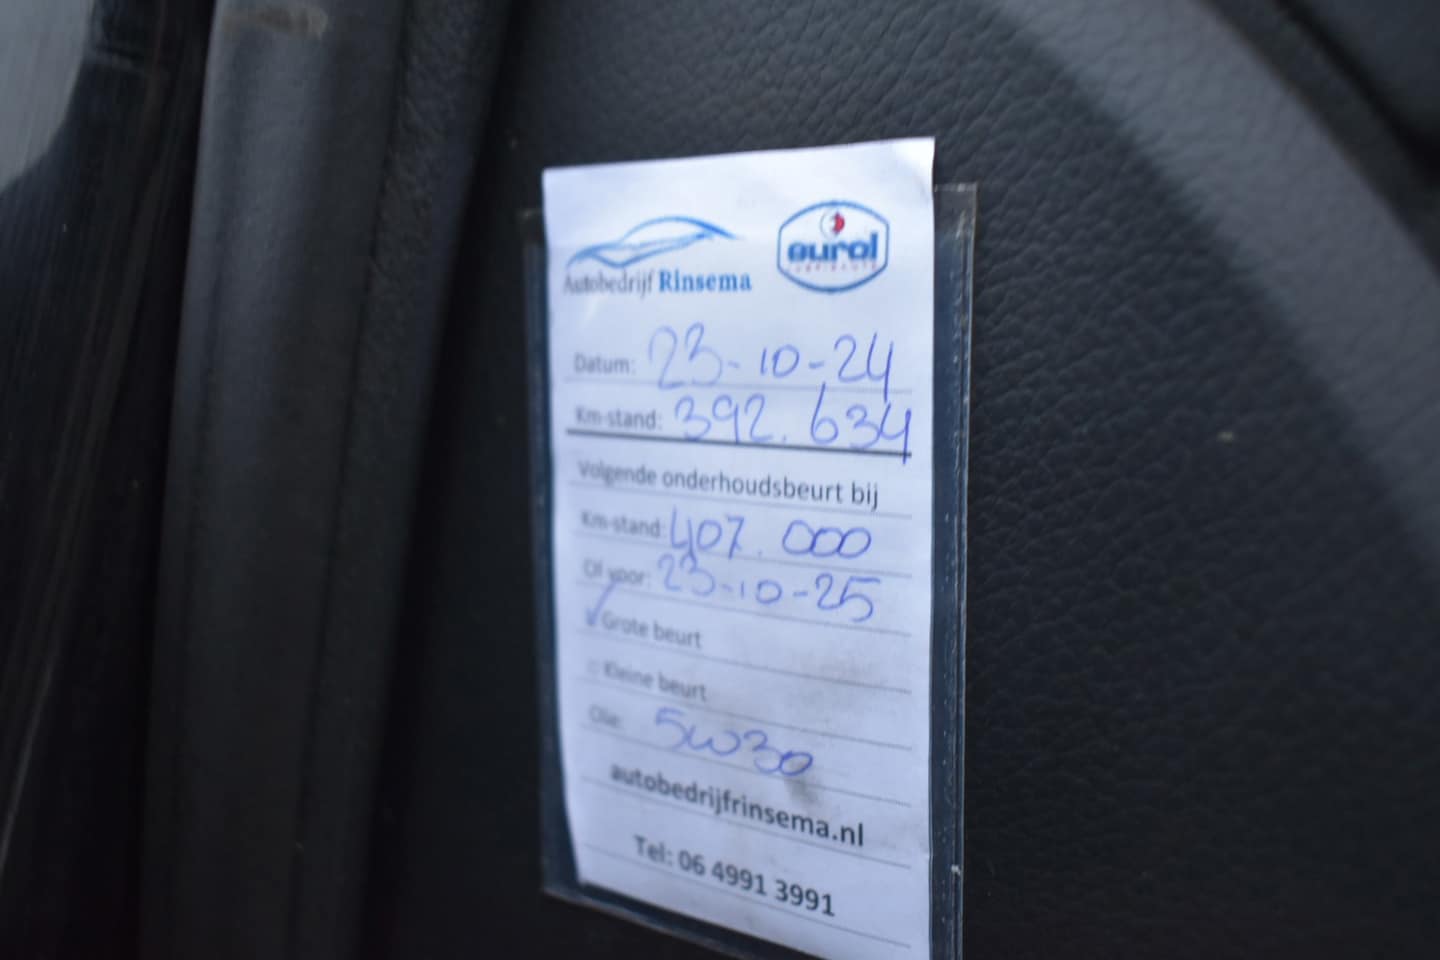 Autobedrijf Rinsema
eurol
Datum: 23-10-24
Km-stand: 392.634
Volgende onderhoudsbeurt bij
Km-stand: 407.000
Of voor: 23-10-25
Grote beurt
Kleine beurt
Olie: 5w30
autobedrijfrinsema.nl
Tel: 06 4991 3991